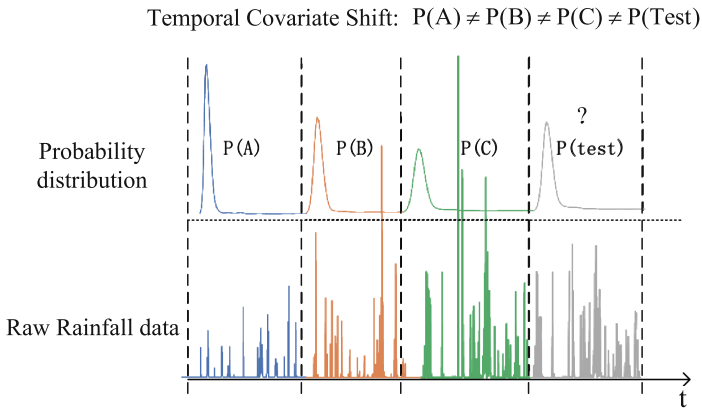 Temporal Covariate Shift: P(A) ≠ P(B) ≠ P(C) ≠ P(Test)
?
P(A) P(B) P(C) P(test)
Probability
distribution
Raw Rainfall data
t